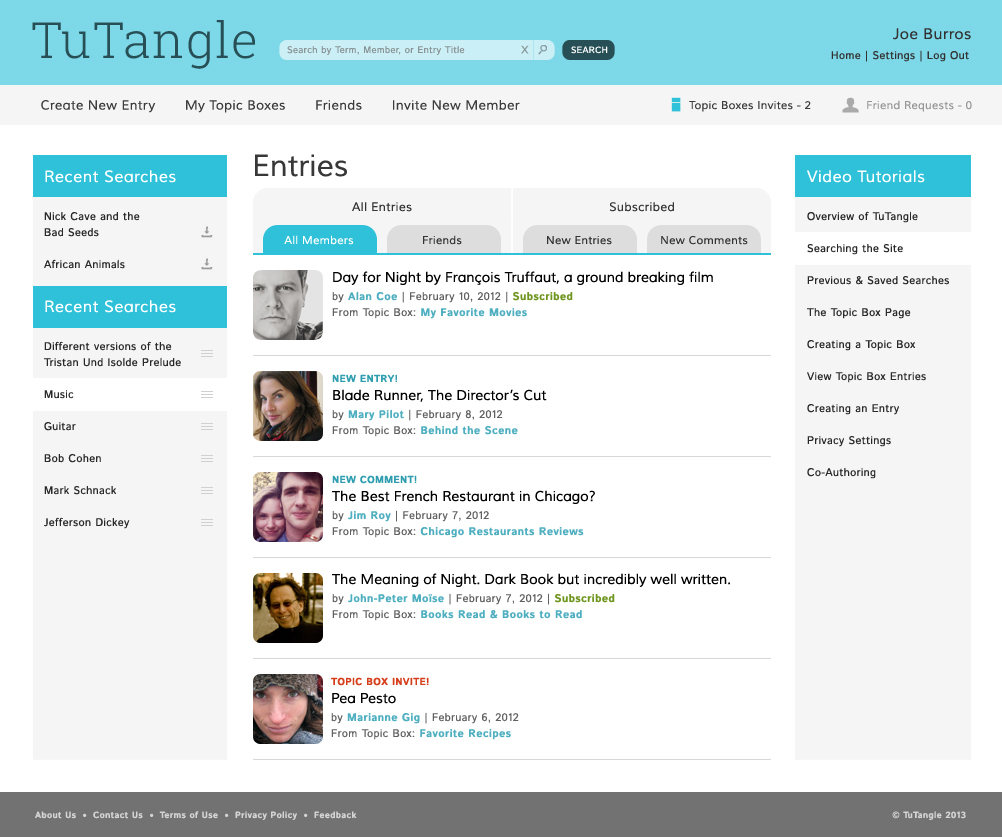 TuTangle
Search by Term, Member, or Entry Title X
SEARCH
Joe Burros
Home | Settings | Log Out
Create New Entry My Topic Boxes Friends Invite New Member
Topic Boxes Invites - 2
Friend Requests - 0
Recent Searches
Nick Cave and the
Bad Seeds
African Animals
Recent Searches
Different versions of the
Tristan Und Isolde Prelude
Music
Guitar
Bob Cohen
Mark Schnack
Jefferson Dickey
Entries
All Entries Subscribed
All Members Friends New Entries New Comments
Day for Night by François Truffaut, a ground breaking film
by Alan Coe | February 10, 2012 | Subscribed
From Topic Box: My Favorite Movies
NEW ENTRY!
Blade Runner, The Director’s Cut
by Mary Pilot | February 8, 2012
From Topic Box: Behind the Scene
NEW COMMENT!
The Best French Restaurant in Chicago?
by Jim Roy | February 7, 2012
From Topic Box: Chicago Restaurants Reviews
The Meaning of Night. Dark Book but incredibly well written.
by John-Peter Moïse | February 7, 2012 | Subscribed
From Topic Box: Books Read & Books to Read
TOPIC BOX INVITE!
Pea Pesto
by Marianne Gig | February 6, 2012
From Topic Box: Favorite Recipes
Video Tutorials
Overview of TuTangle
Searching the Site
Previous & Saved Searches
The Topic Box Page
Creating a Topic Box
View Topic Box Entries
Creating an Entry
Privacy Settings
Co-Authoring
About Us • Contact Us • Terms of Use • Privacy Policy • Feedback
© TuTangle 2013